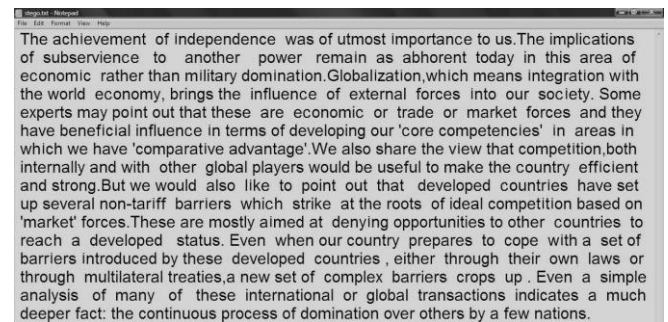 stego.txt - Notepad
File Edit Format View Help
The achievement of independence was of utmost importance to us.The implications
of subservience to another power remain as abhorent today in this area of
economic rather than military domination.Globalization,which means integration with
the world economy, brings the influence of external forces into our society. Some
experts may point out that these are economic or trade or market forces and they
have beneficial influence in terms of developing our 'core competencies' in areas in
which we have 'comparative advantage'.We also share the view that competition,both
internally and with other global players would be useful to make the country efficient
and strong.But we would also like to point out that developed countries have set
up several non-tariff barriers which strike at the roots of ideal competition based on
'market' forces.These are mostly aimed at denying opportunities to other countries to
reach a developed status. Even when our country prepares to cope with a set of
barriers introduced by these developed countries , either through their own laws or
through multilateral treaties,a new set of complex barriers crops up . Even a simple
analysis of many of these international or global transactions indicates a much
deeper fact: the continuous process of domination over others by a few nations.